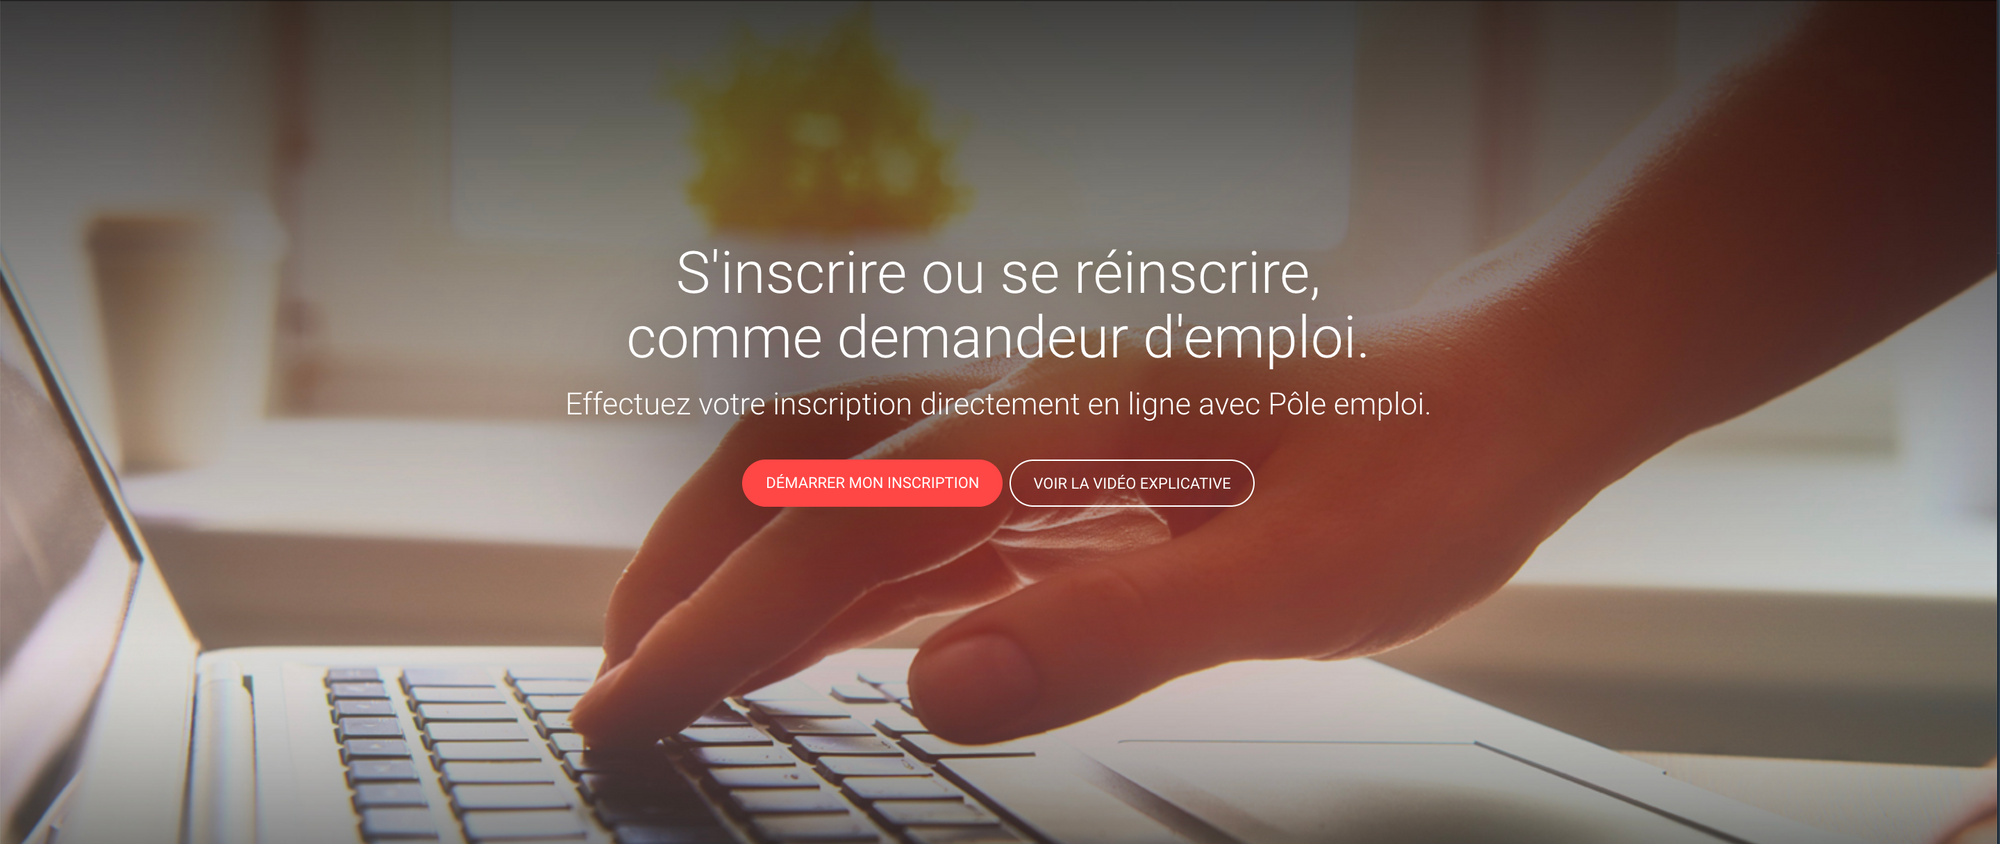 S'inscrire ou se réinscrire,
comme demandeur d'emploi.
Effectuez votre inscription directement en ligne avec Pôle emploi.
DÉMARRER MON INSCRIPTION
VOIR LA VIDÉO EXPLICATIVE